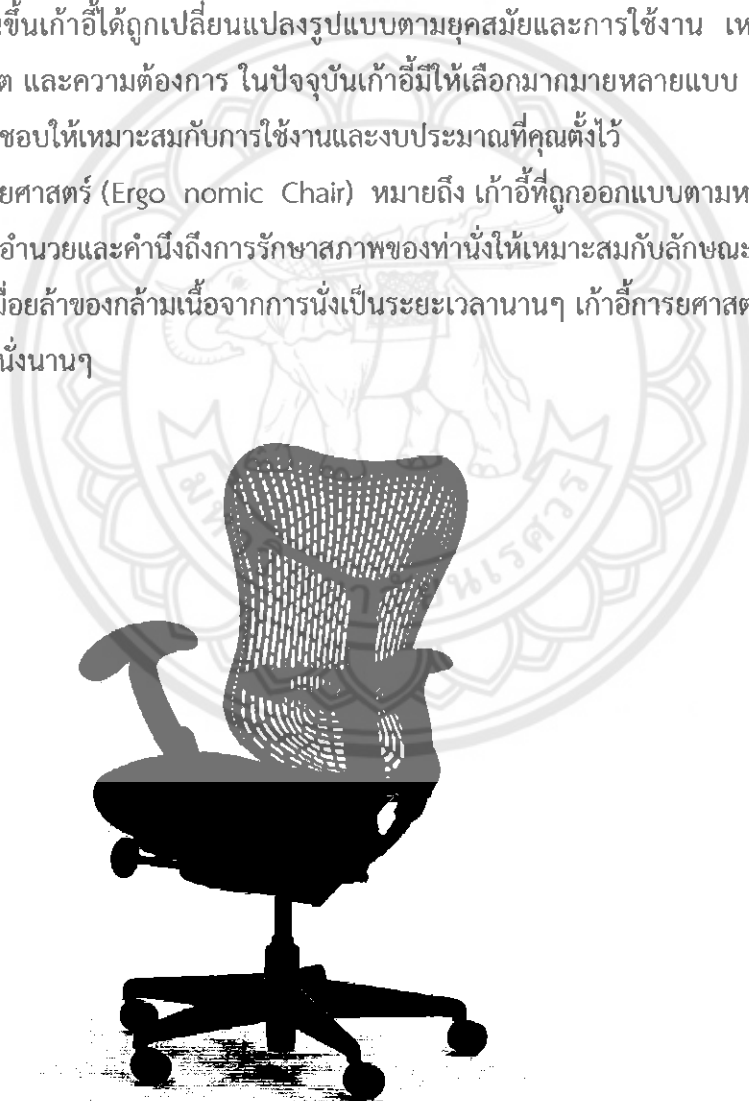 นขึ้นเก้าอี้ได้ถูกเปลี่ยนแปลงรูปแบบตามยุคสมัยและการใช้งาน เห
ต และความต้องการ ในปัจจุบันเก้าอี้มีให้เลือกมากมายหลายแบบ
ชอบให้เหมาะสมกับการใช้งานและงบประมาณที่คุณตั้งไว้
ยศาสตร์ (Ergo nomic Chair) หมายถึง เก้าอี้ที่ถูกออกแบบตามห
อำนวยและคำนึงถึงการรักษาสภาพของท่านั่งให้เหมาะสมกับลักษณะ
มื่อยล้าของกล้ามเนื้อจากการนั่งเป็นระยะเวลานานๆ เก้าอี้การยศาสต
นั่งนานๆ